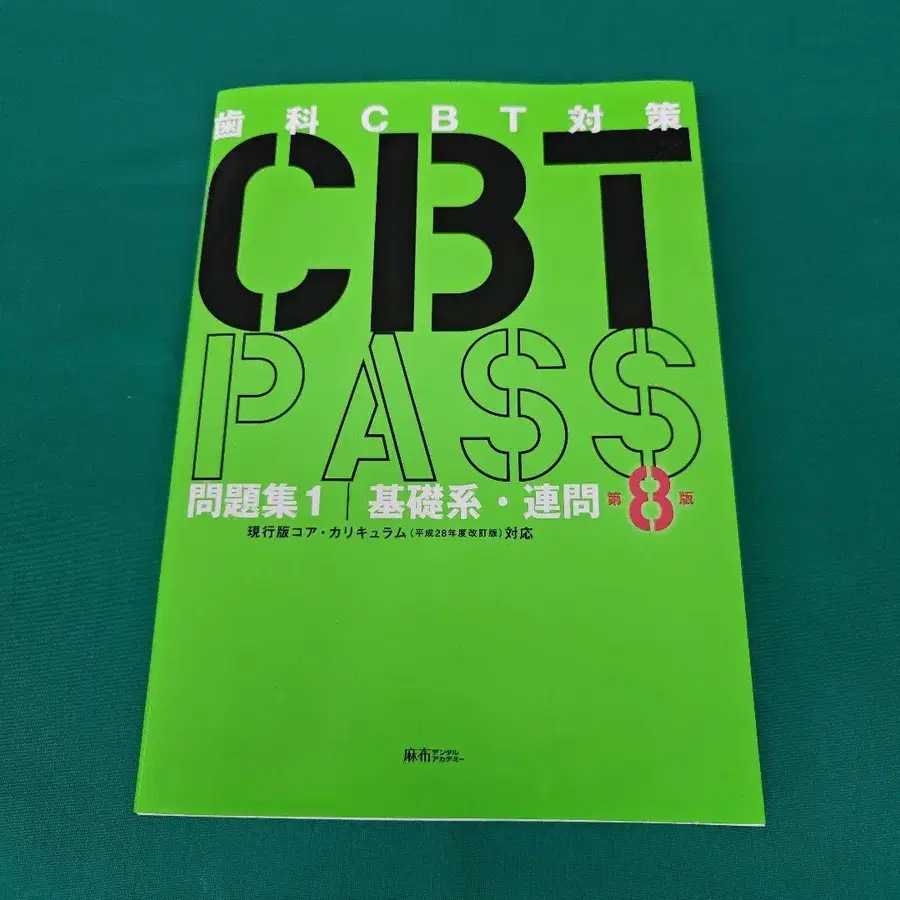 歯科CBT対策
CBT
PASS
問題集1 基礎系・連問 第8版
現行版コア・カリキュラム(平成28年度改訂版)対応
麻布デンタルアカデミー